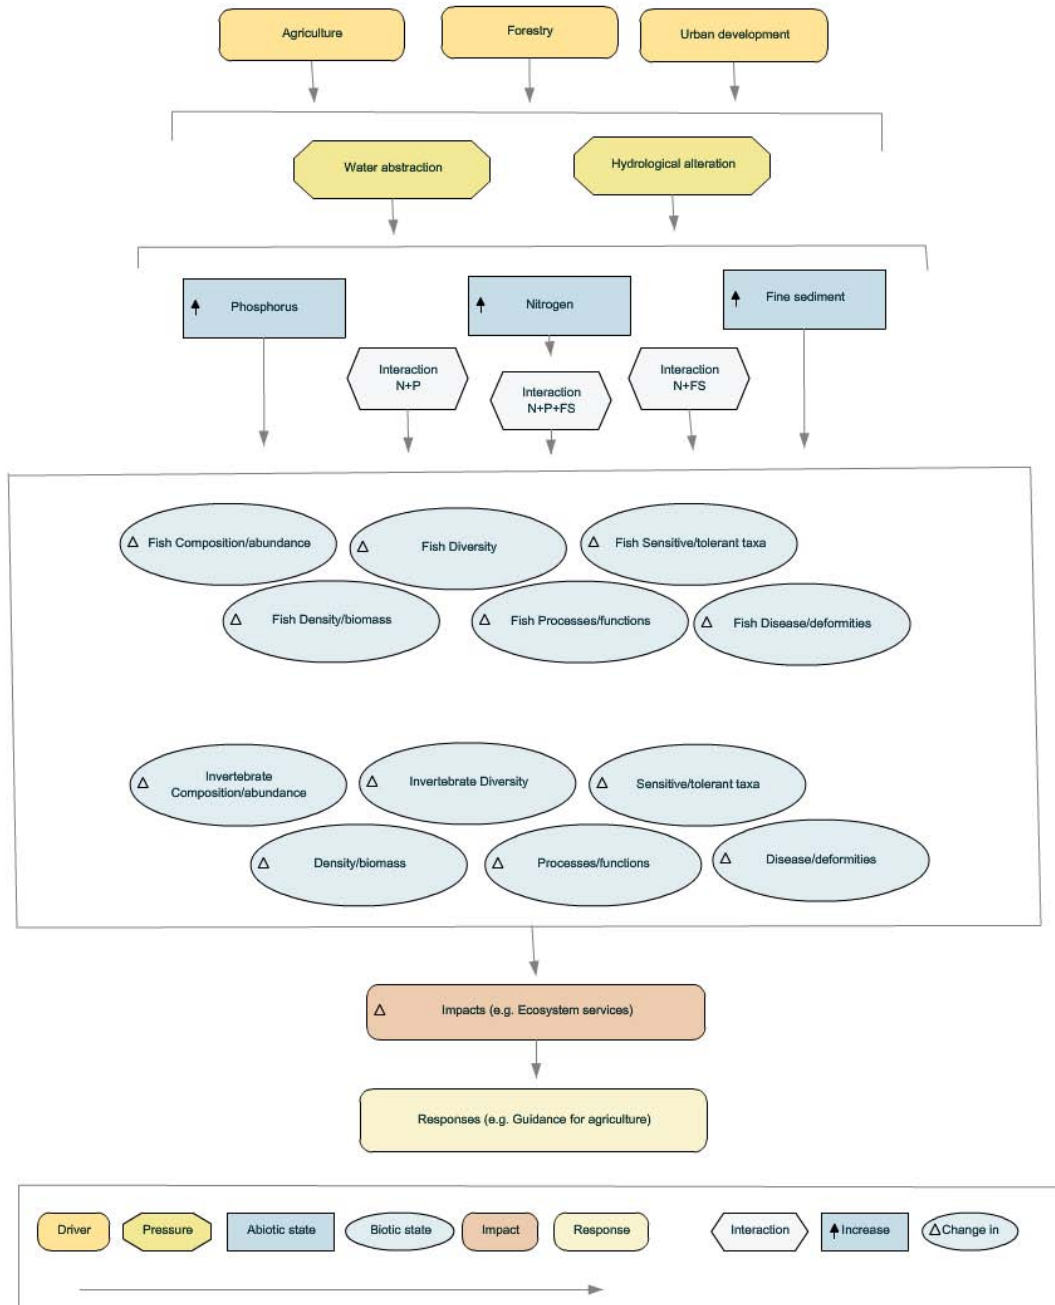 Agriculture
Forestry
Urban development
Water abstraction
Hydrological alteration
Phosphorus
Nitrogen
Fine sediment
Interaction
N+P
Interaction
N+P+FS
Interaction
N+FS
Δ Fish Composition/abundance
Δ Fish Diversity
Δ Fish Sensitive/tolerant taxa
Δ Fish Density/biomass
Δ Fish Processes/functions
Δ Fish Disease/deformities
Δ Invertebrate
Composition/abundance
Δ Invertebrate Diversity
Δ Sensitive/tolerant taxa
Δ Density/biomass
Δ Processes/functions
Δ Disease/deformities
Δ Impacts (e.g. Ecosystem services)
Responses (e.g. Guidance for agriculture)
Driver
Pressure
Abiotic state
Biotic state
Impact
Response
Interaction
Increase
Δ Change in